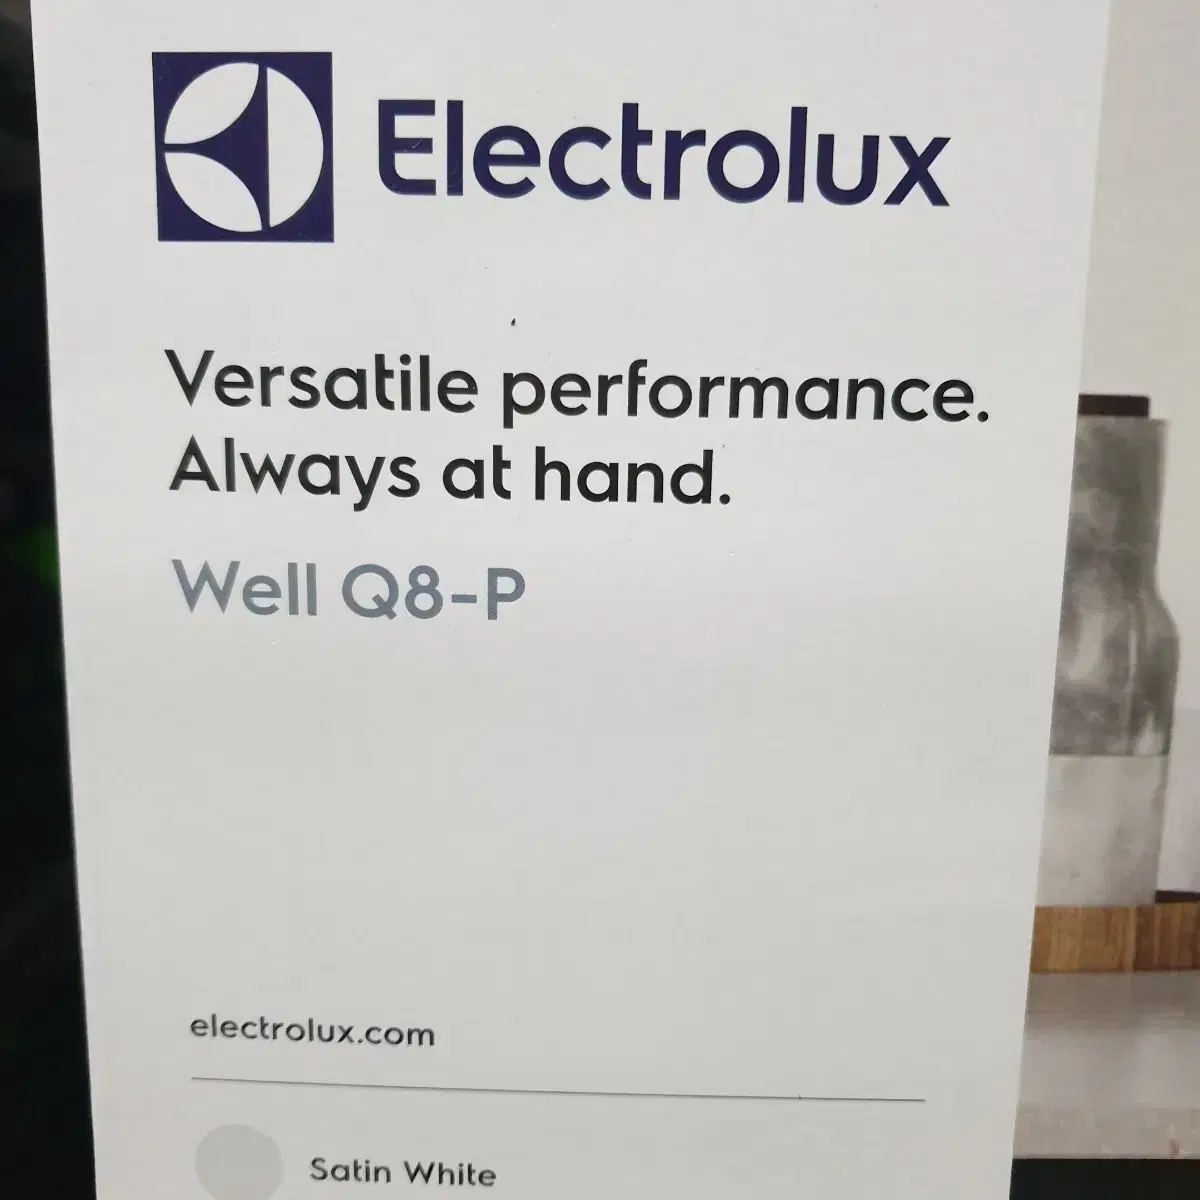 Electrolux
Versatile performance.
Always at hand.
Well Q8-P
electrolux.com
Satin White